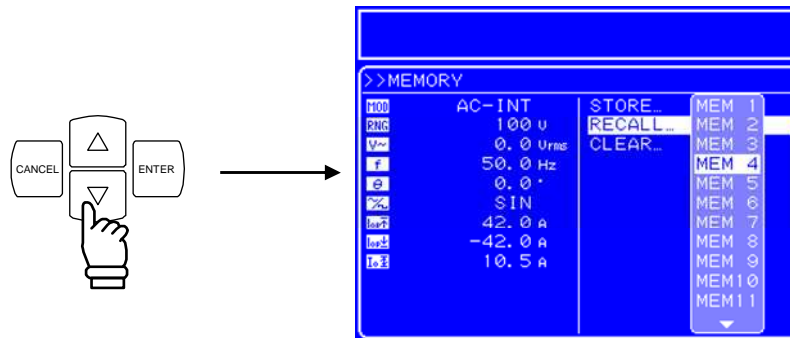 CANCEL
ENTER
>>MEMORY
MOD AC-INT
RNG 100 V
V~ 0.0 Vrms
f 50.0 Hz
θ 0.0 °
SIN
42.0 A
-42.0 A
10.5 A
STORE…
RECALL…
CLEAR…
MEM 1
MEM 2
MEM 3
MEM 4
MEM 5
MEM 6
MEM 7
MEM 8
MEM 9
MEM10
MEM11